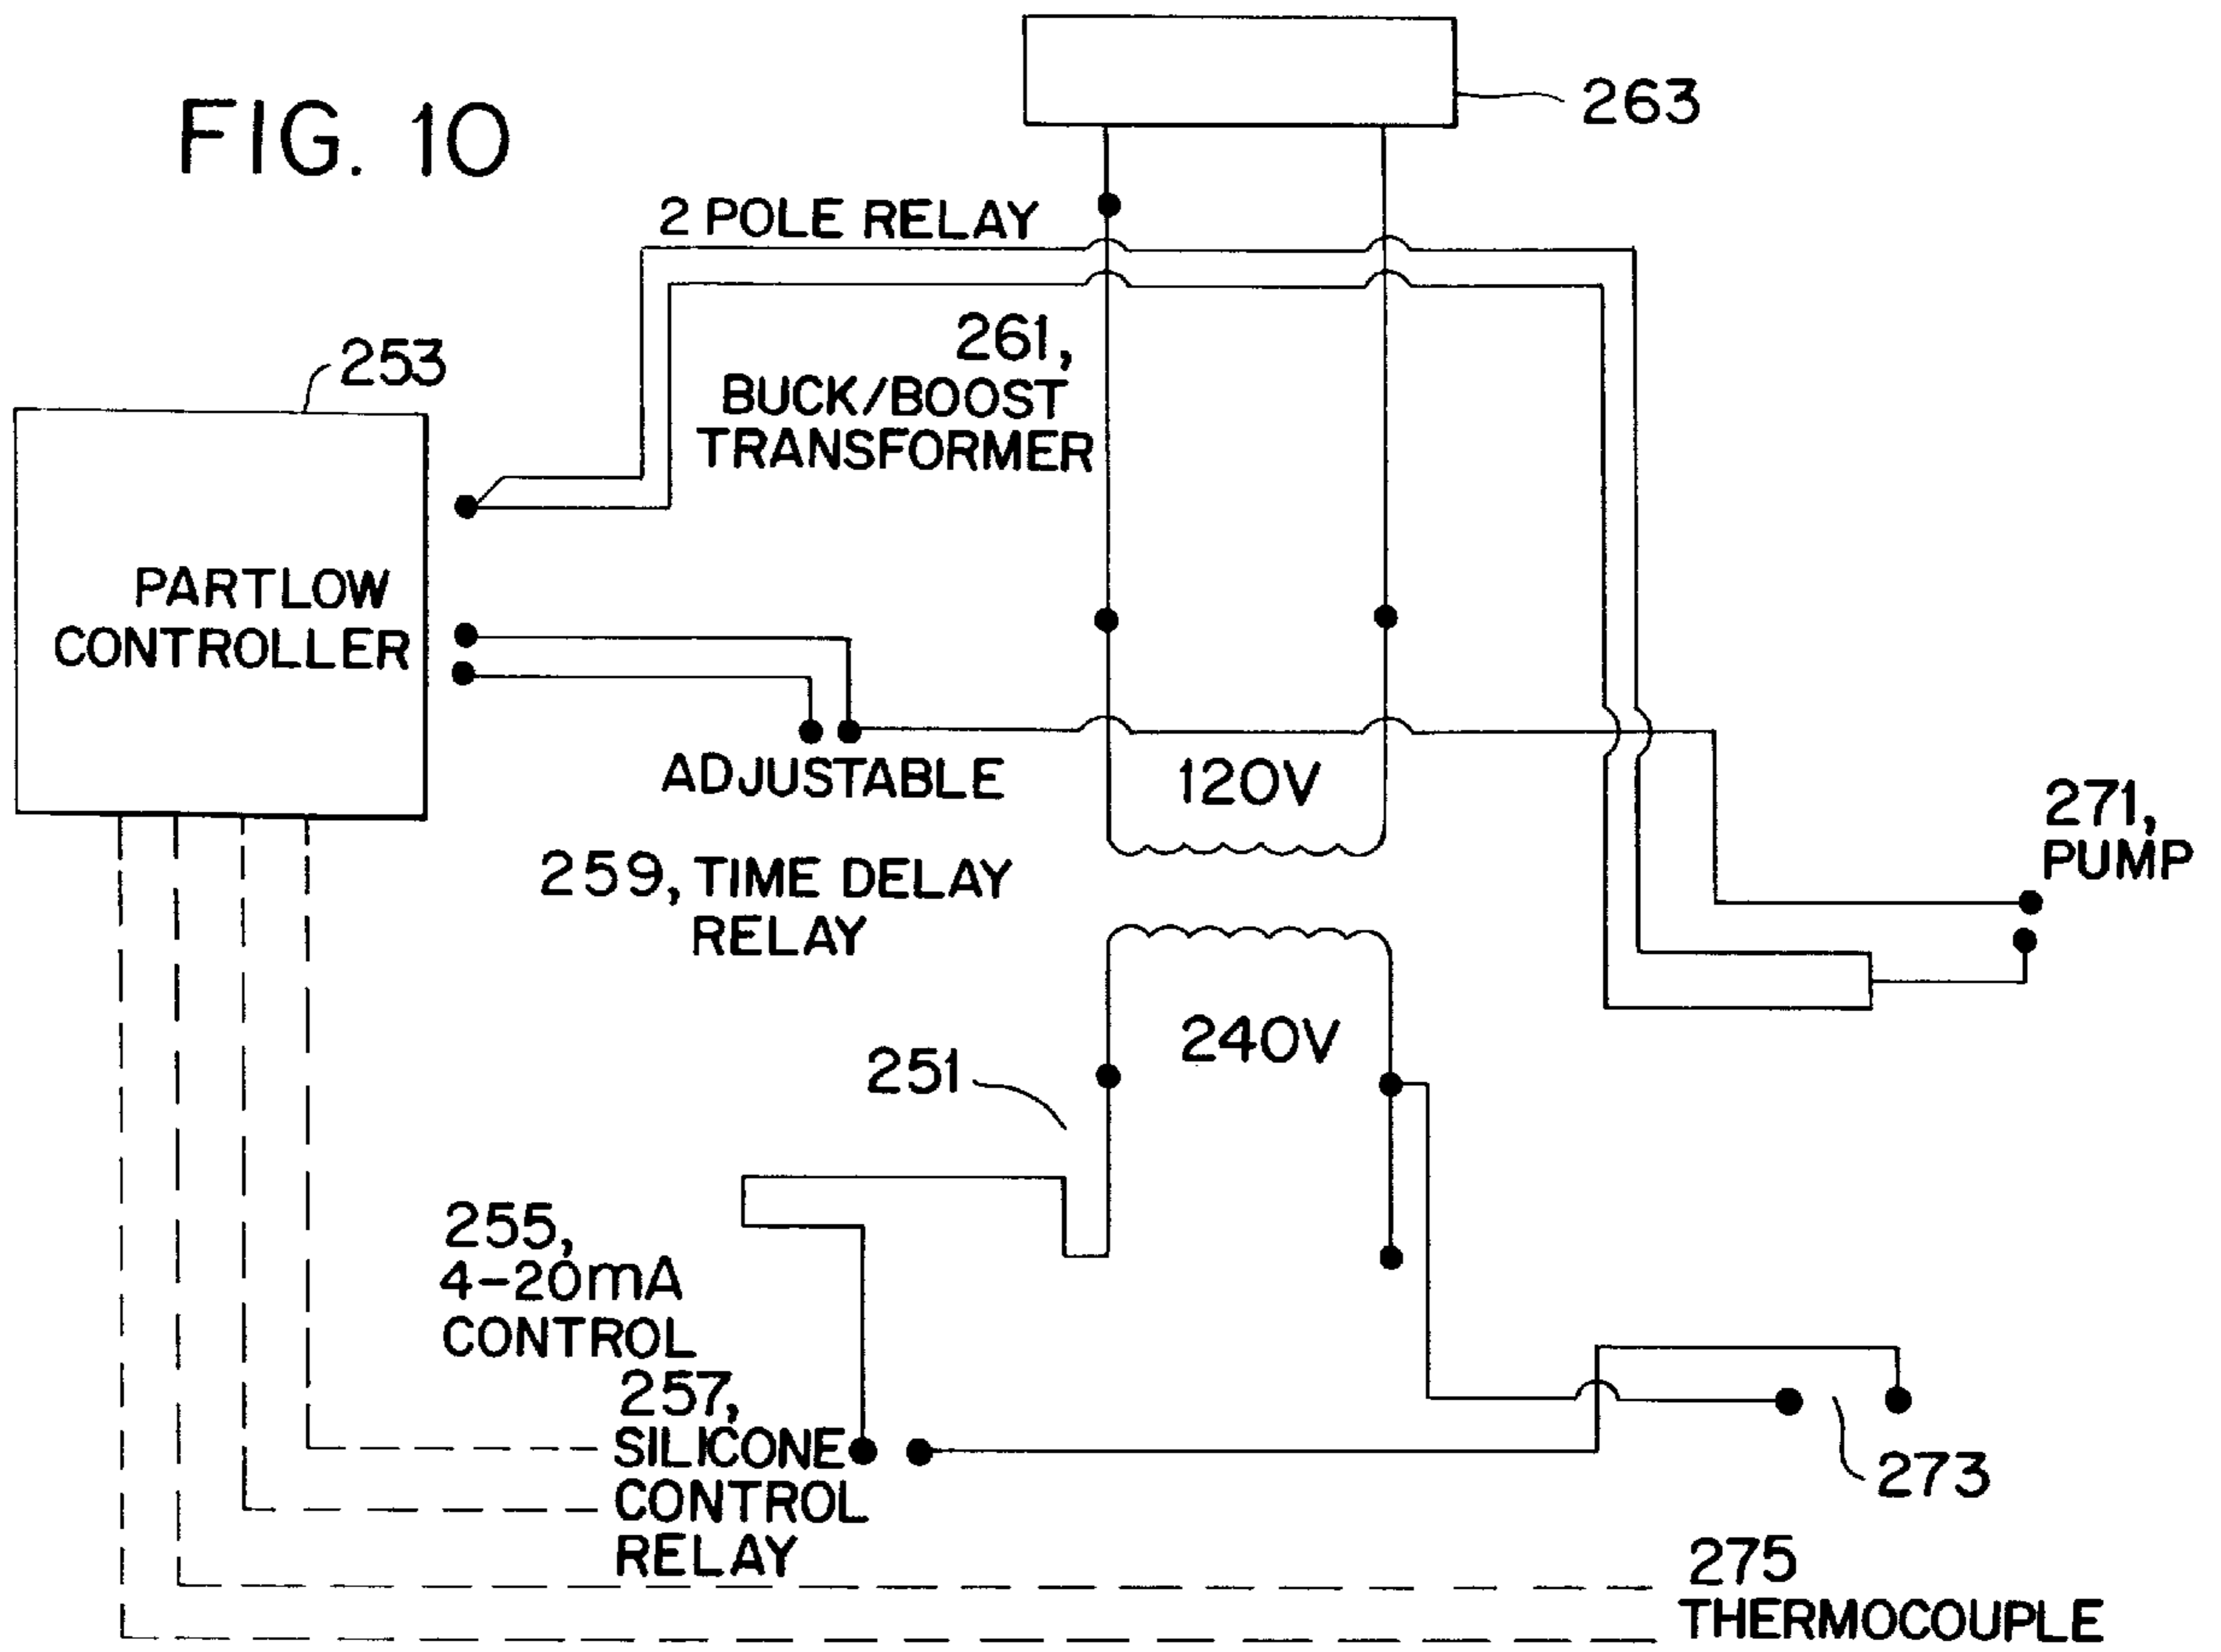 FIG. 10
263
2 POLE RELAY
261,
BUCK/BOOST
TRANSFORMER
253
PARTLOW
CONTROLLER
ADJUSTABLE
120V
271,
PUMP
259, TIME DELAY
RELAY
240V
251
255,
4-20mA
CONTROL
257,
SILICONE
CONTROL
RELAY
273
275
THERMOCOUPLE